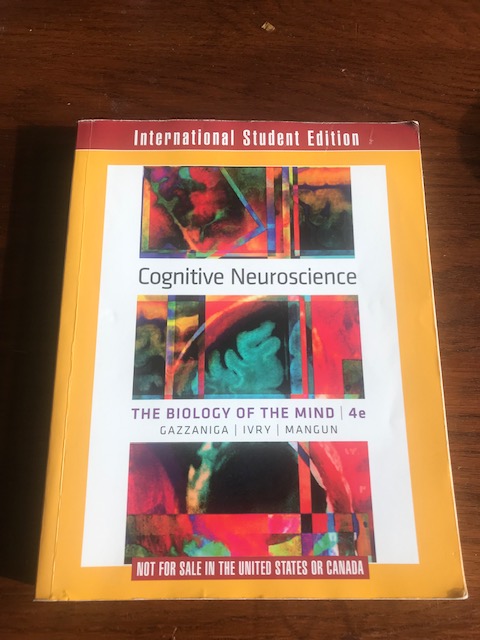 International Student Edition
Cognitive Neuroscience
THE BIOLOGY OF THE MIND | 4e
GAZZANIGA | IVRY | MANGUN
NOT FOR SALE IN THE UNITED STATES OR CANADA